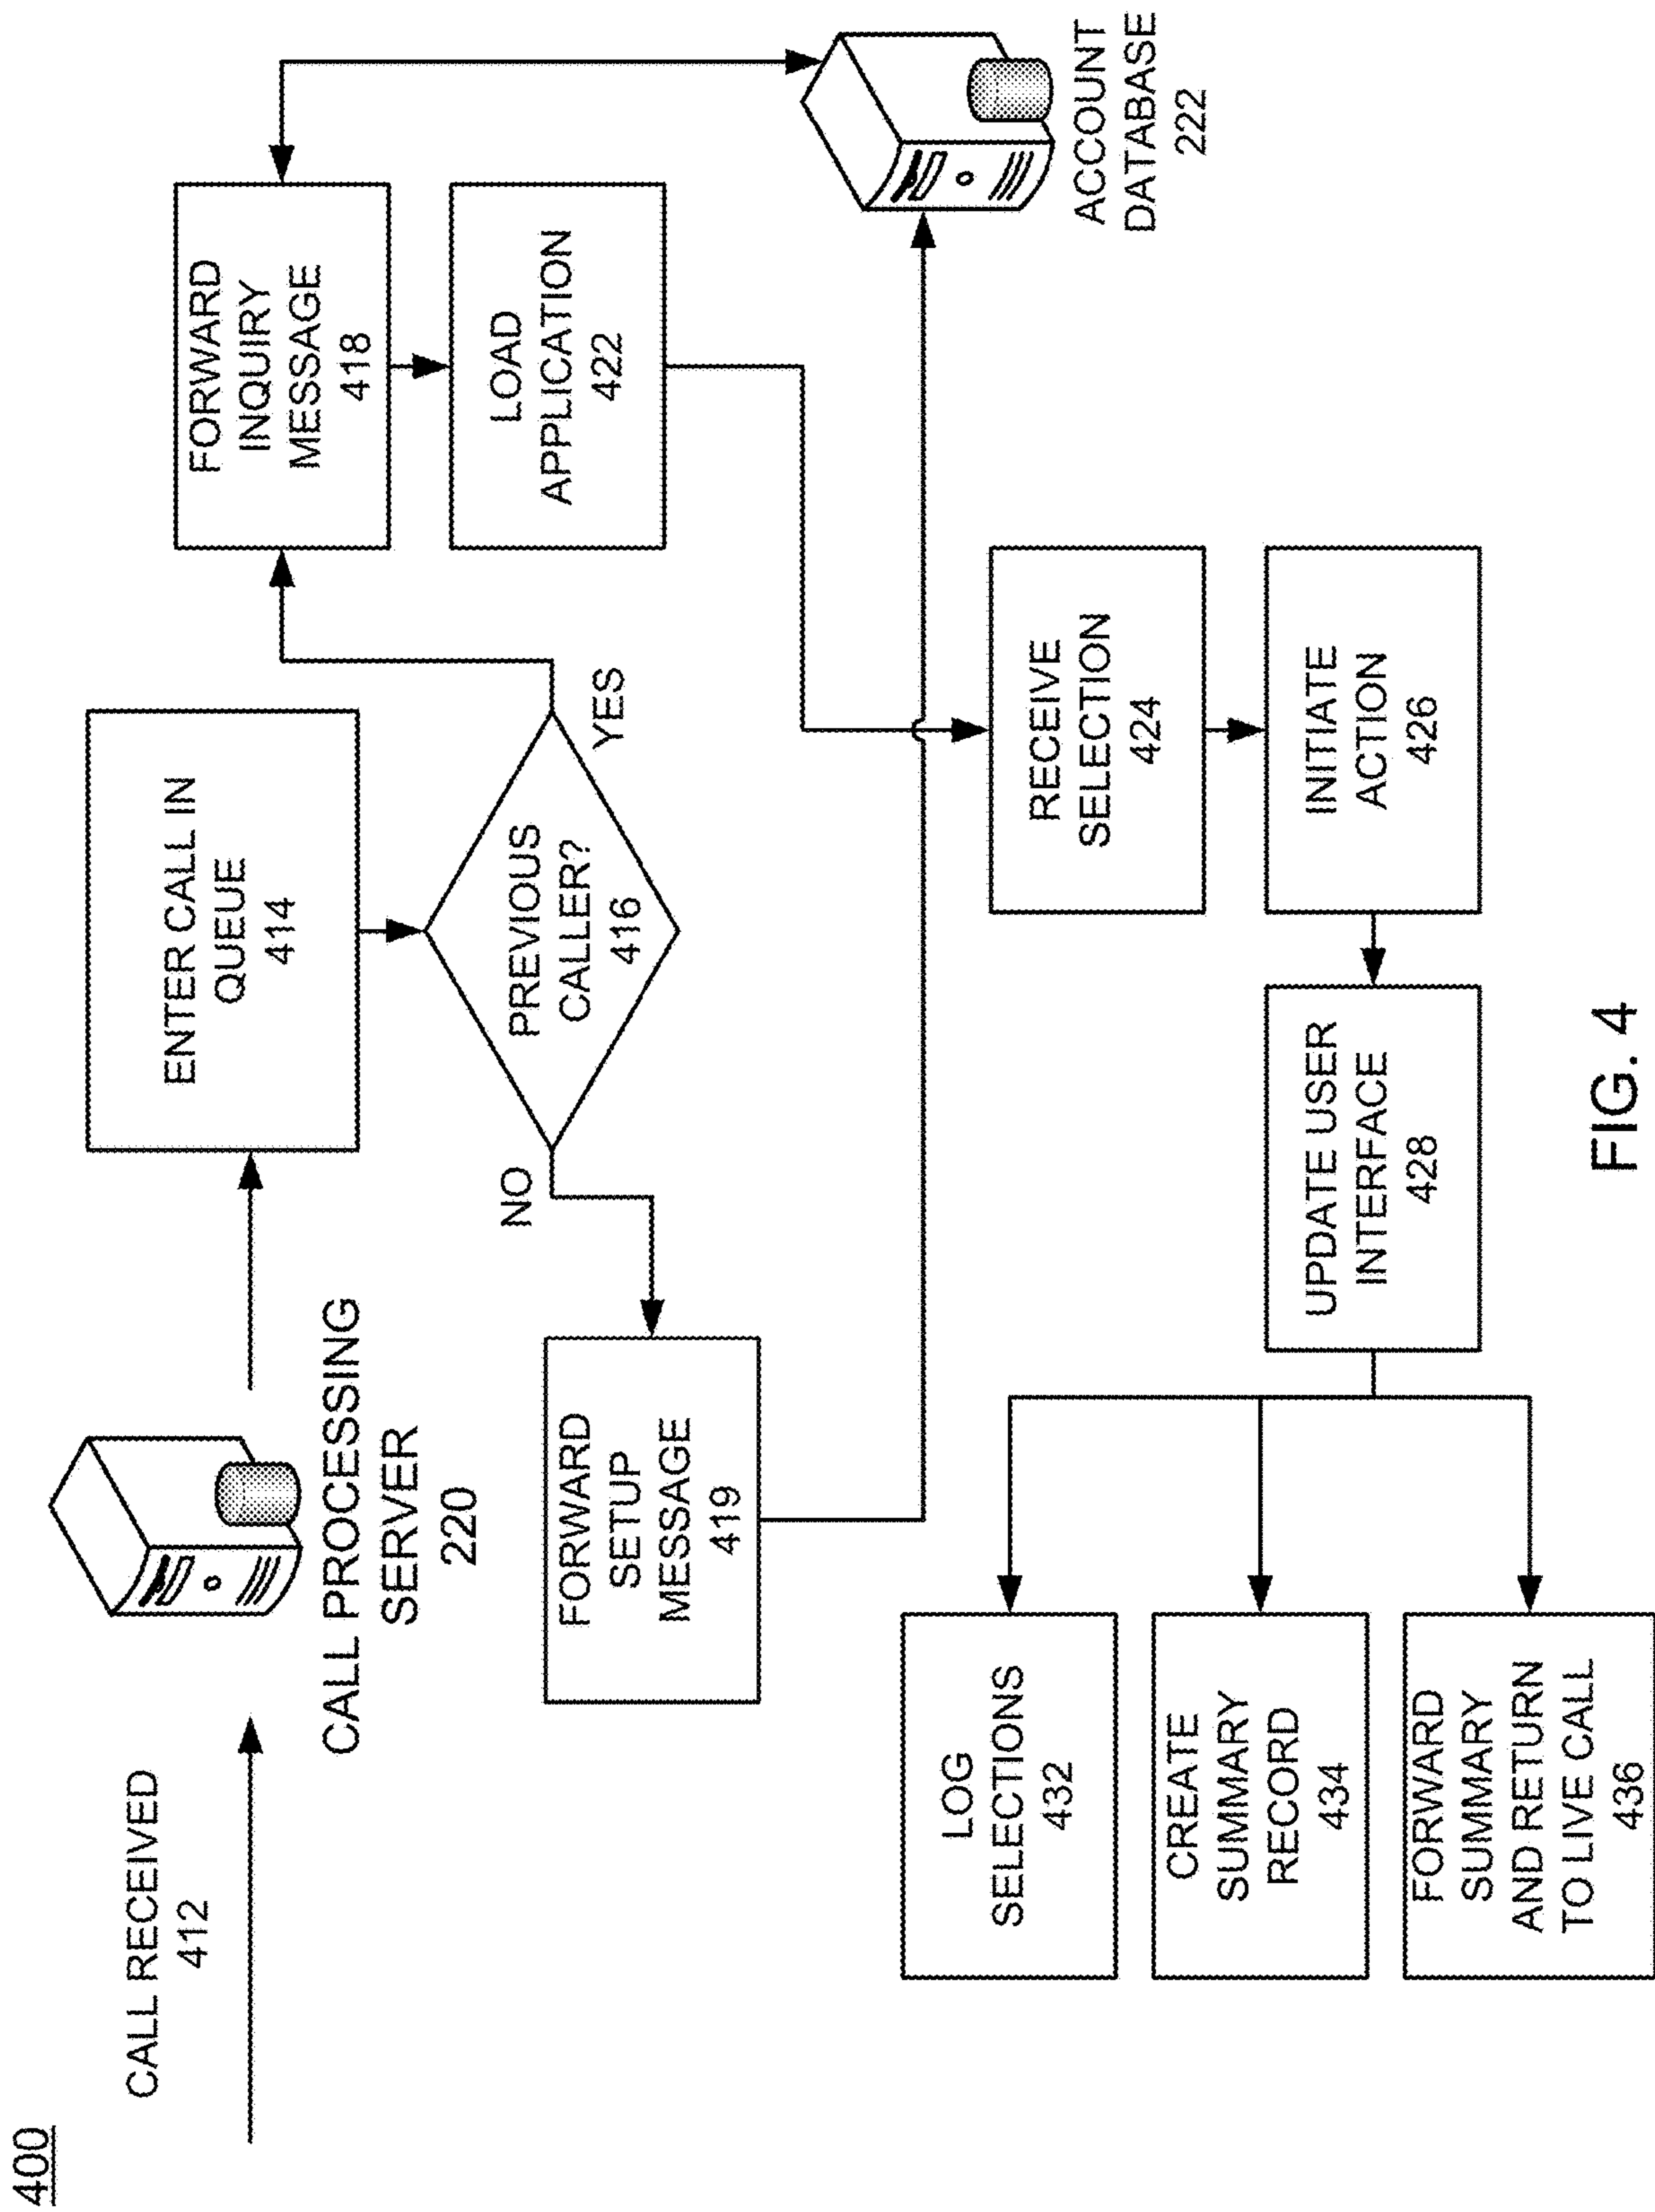 400
CALL RECEIVED
412
CALL PROCESSING
SERVER
220
ENTER CALL IN
QUEUE
414
PREVIOUS
CALLER?
416
YES
NO
FORWARD
INQUIRY
MESSAGE
418
LOAD
APPLICATION
422
FORWARD
SETUP
MESSAGE
419
ACCOUNT
DATABASE
222
RECEIVE
SELECTION
424
INITIATE
ACTION
426
UPDATE USER
INTERFACE
428
LOG
SELECTIONS
432
CREATE
SUMMARY
RECORD
434
FORWARD
SUMMARY
AND RETURN
TO LIVE CALL
436
FIG. 4